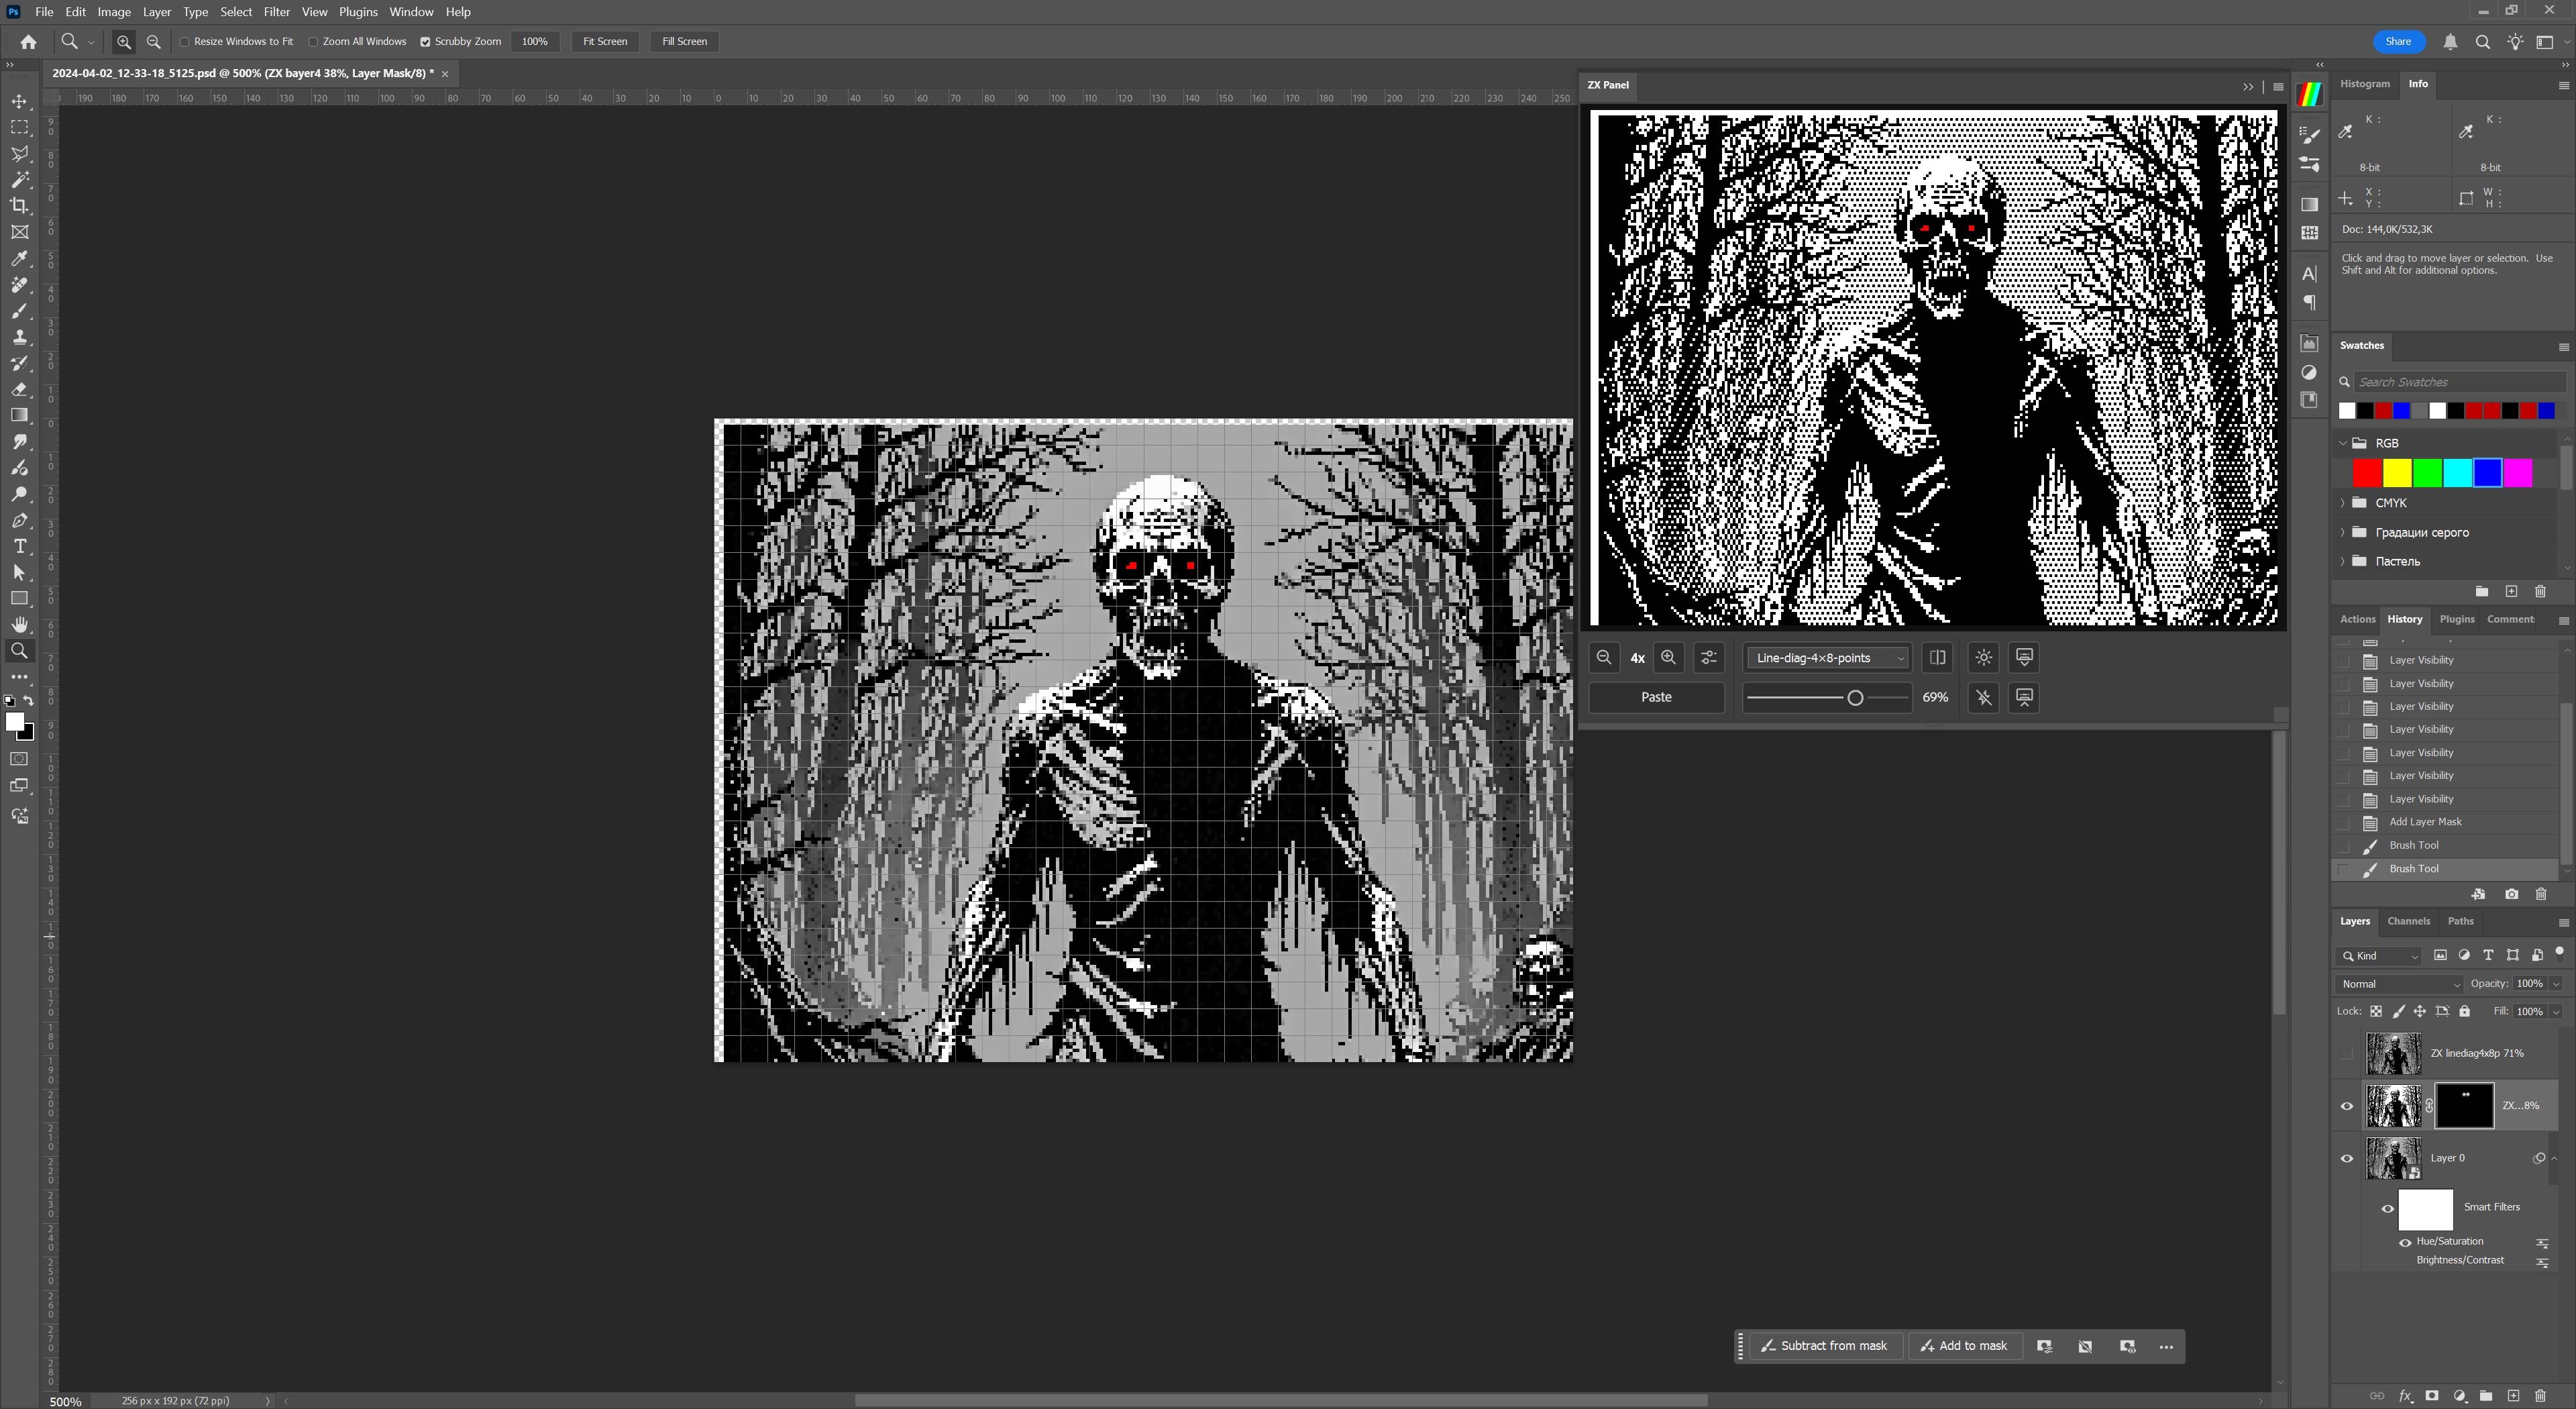 Ps File Edit Image Layer Type Select Filter View Plugins Window Help
Resize Windows to Fit Zoom All Windows Scrubby Zoom 100% Fit Screen Fill Screen Share
2024-04-02_12-33-18_5125.psd @ 500% (ZX bayer4 38%, Layer Mask/8) *
190 180 170 160 150 140 130 120 110 100 90 80 70 60 50 40 30 20 10 0 10 20 30 40 50 60 70 80 90 100 110 120 130 140 150 160 170 180 190 200 210 220 230 240 250
ZX Panel
4x
Line-diag-4×8-points
Paste
69%
Histogram Info
K : K :
8-bit 8-bit
X : W :
Y : H :
Doc: 144,0K/532,3K
Click and drag to move layer or selection. Use
Shift and Alt for additional options.
Swatches
Search Swatches
RGB
CMYK
Градации серого
Пастель
Actions History Plugins Comment
Layer Visibility
Layer Visibility
Layer Visibility
Layer Visibility
Layer Visibility
Layer Visibility
Layer Visibility
Add Layer Mask
Brush Tool
Brush Tool
Layers Channels Paths
Kind
Normal Opacity: 100%
Lock: Fill: 100%
ZX linediag4x8p 71%
ZX...8%
Layer 0
Smart Filters
Hue/Saturation
Brightness/Contrast
Subtract from mask Add to mask
500% 256 px x 192 px (72 ppi)